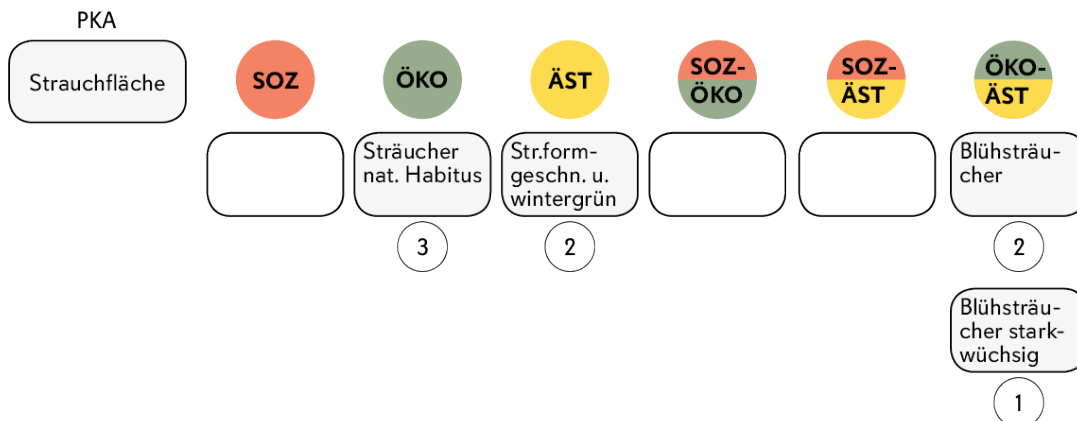 PKA
Strauchfläche
SOZ
ÖKO
ÄST
SOZ-
ÖKO
SOZ-
ÄST
ÖKO-
ÄST
Sträucher
nat. Habitus
3
Str.form-
geschn. u.
wintergrün
2
Blühsträu-
cher
2
Blühsträu-
cher stark-
wüchsig
1